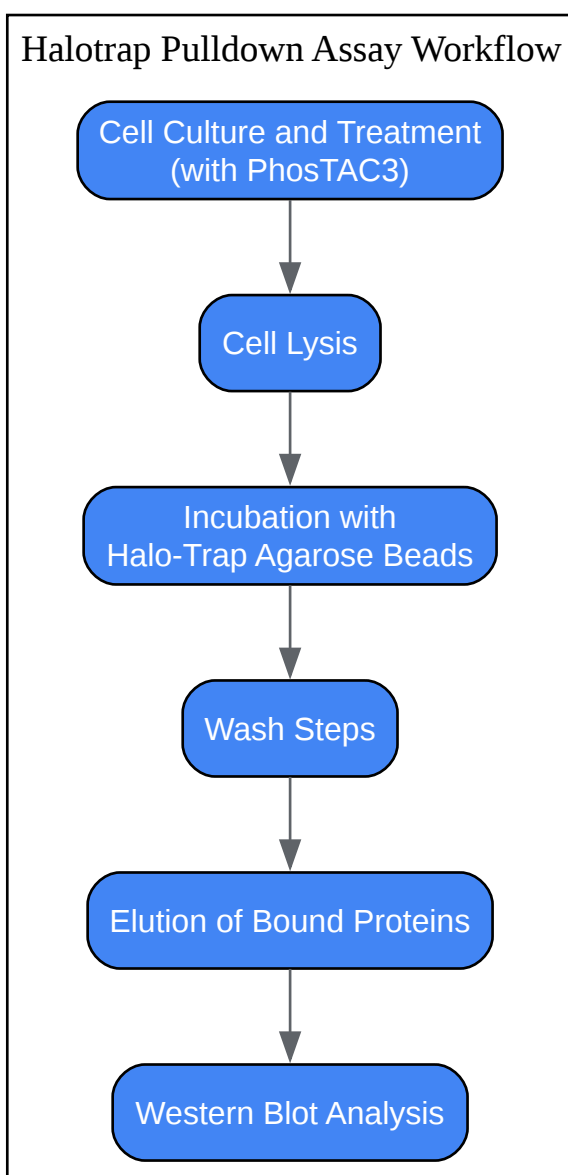 Halotrap Pulldown Assay Workflow
Cell Culture and Treatment
(with PhosTAC3)
Cell Lysis
Incubation with
Halo-Trap Agarose Beads
Wash Steps
Elution of Bound Proteins
Western Blot Analysis